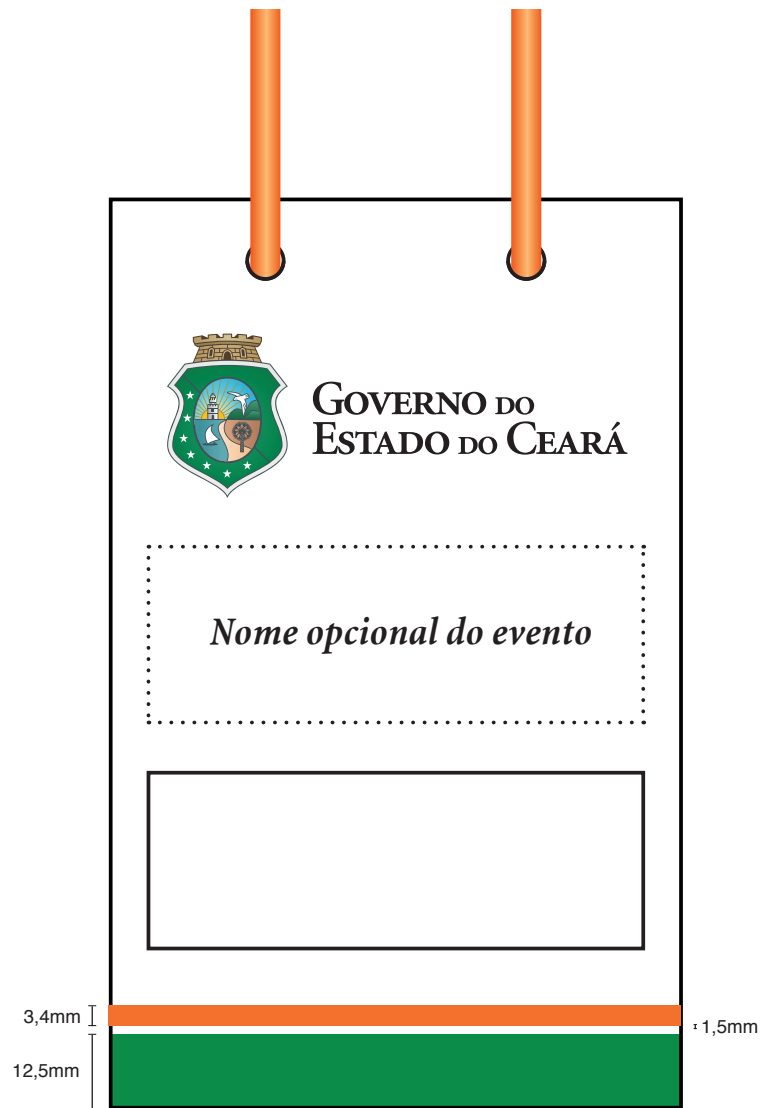 GOVERNO DO
ESTADO DO CEARÁ
Nome opcional do evento
3,4mm
1,5mm
12,5mm